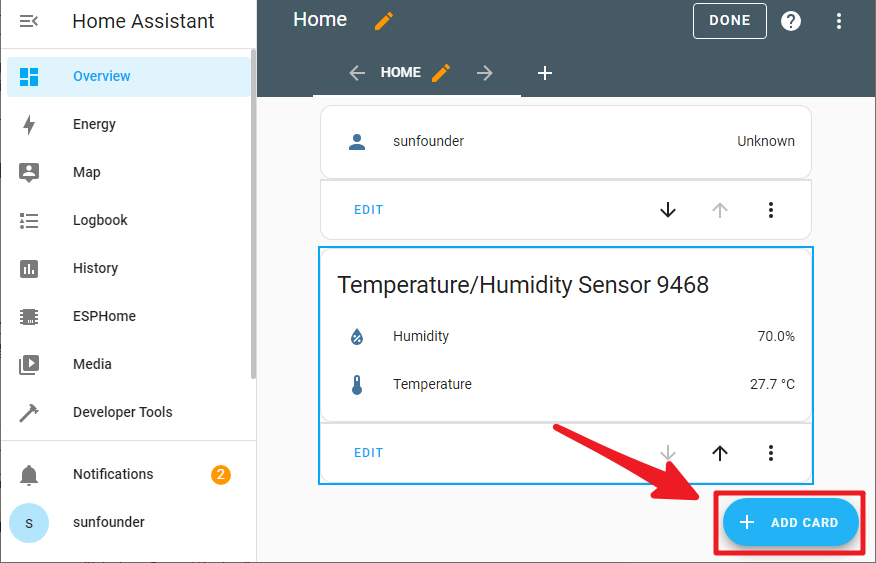 Home Assistant
Overview
Energy
Map
Logbook
History
ESPHome
Media
Developer Tools
Notifications
2
S
sunfounder
Home
DONE
HOME
sunfounder
Unknown
EDIT
Temperature/Humidity Sensor 9468
Humidity
70.0%
Temperature
27.7 °C
EDIT
ADD CARD